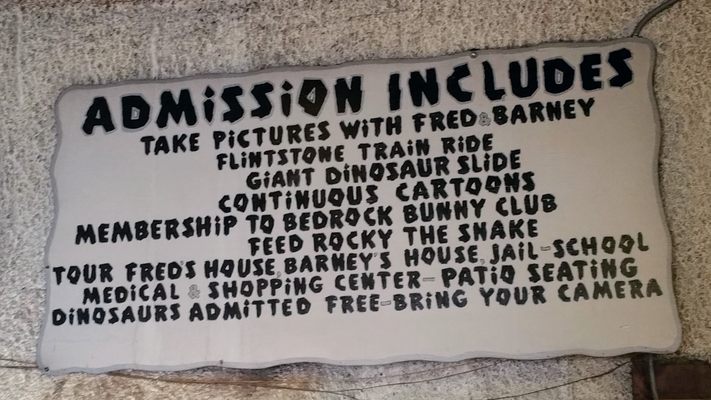 ADMiSSiON INCLUDES
TAKE PiCTURES WiTH FRED & BARNEY
FLiNTSTONE TRAiN RiDE
GiANT DiNOSAUR SLiDE
CONTiNUOUS CARTOONS
MEMBERSHiP TO BEDROCK BUNNY CLUB
FEED ROCKY THE SNAKE
TOUR FRED'S HOUSE, BARNEY'S HOUSE, JAiL-SCHOOL
MEDiCAL & SHOPPiNG CENTER-PATiO SEATiNG
DiNOSAURS ADMiTTED FREE-BRiNG YOUR CAMERA